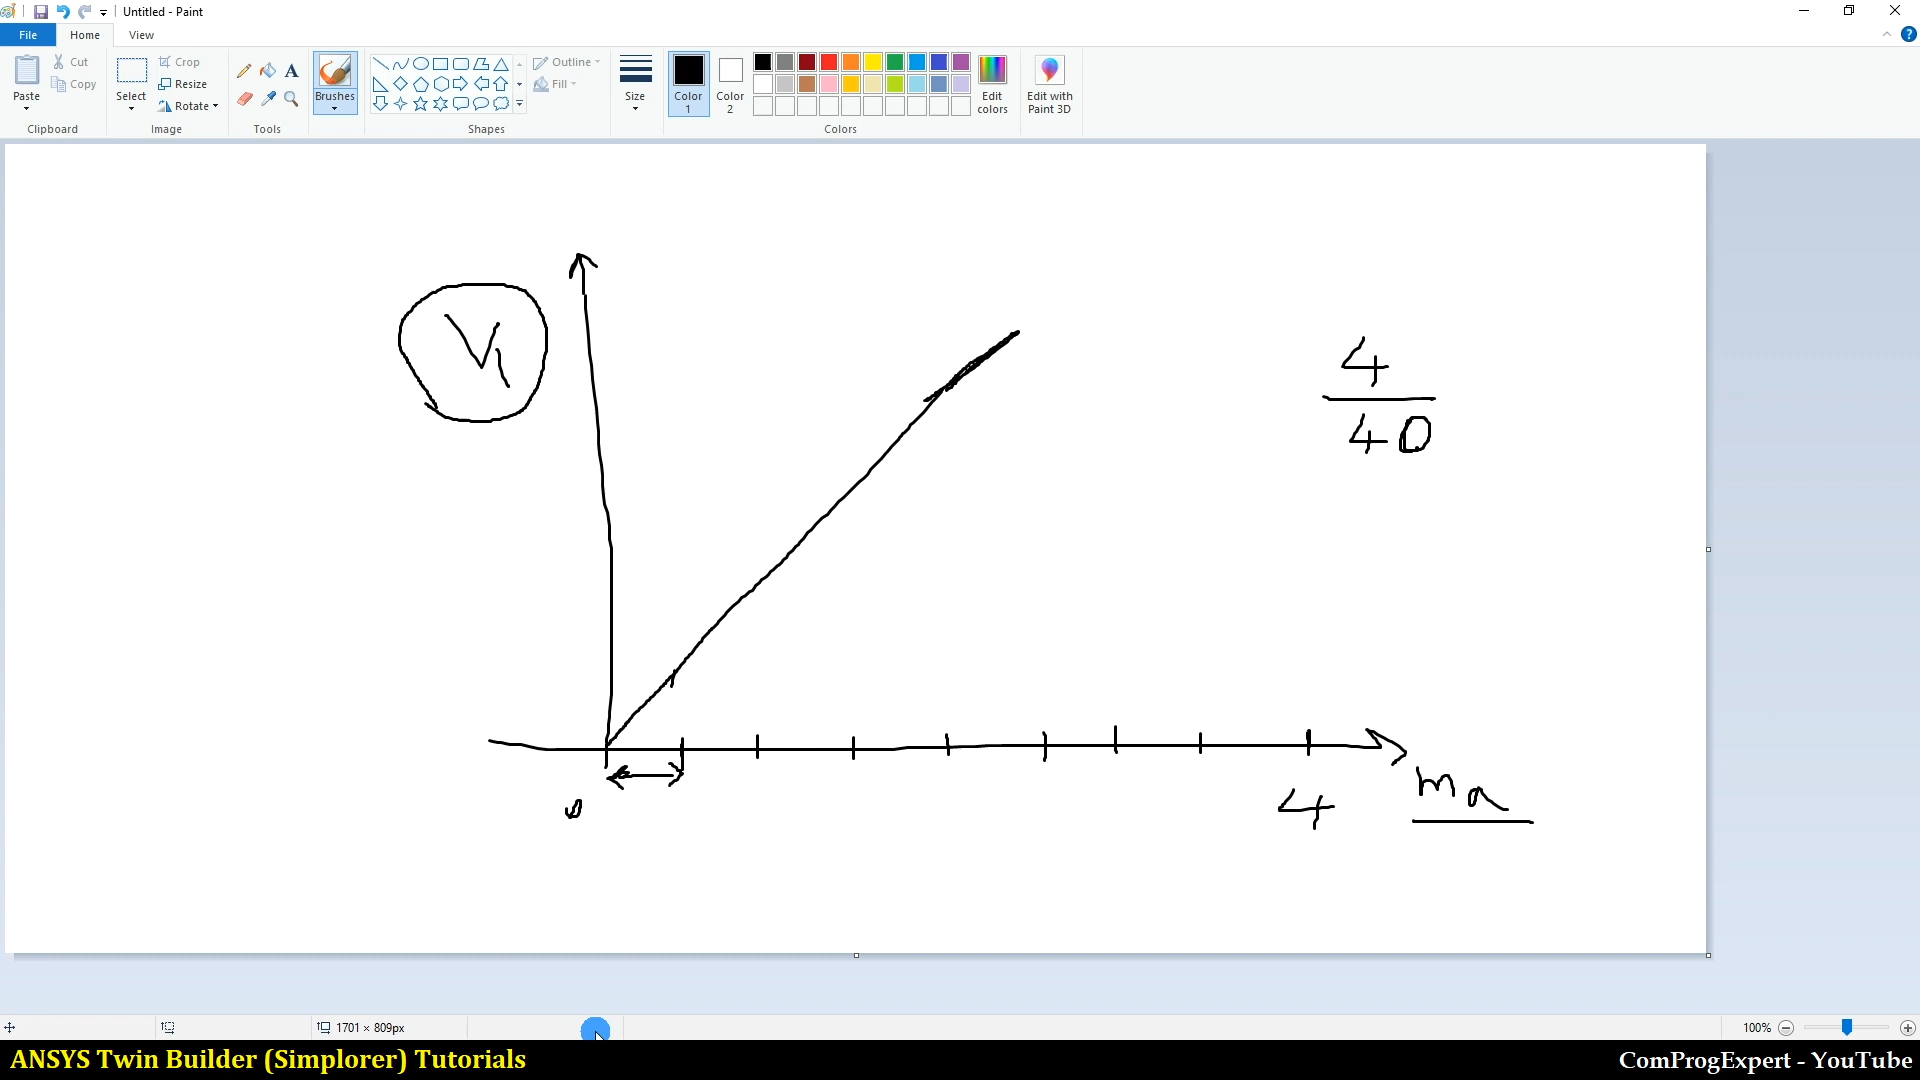 Untitled - Paint
File Home View
Paste
Cut
Copy
Clipboard
Select
Crop
Resize
Rotate
Image
A
Tools
Brushes
Outline
Fill
Shapes
Size
Color 1
Color 2
Edit colors
Colors
Edit with Paint 3D
V1
4
40
0
4
ma
1701 × 809px
100%
ANSYS Twin Builder (Simplorer) Tutorials
ComProgExpert - YouTube